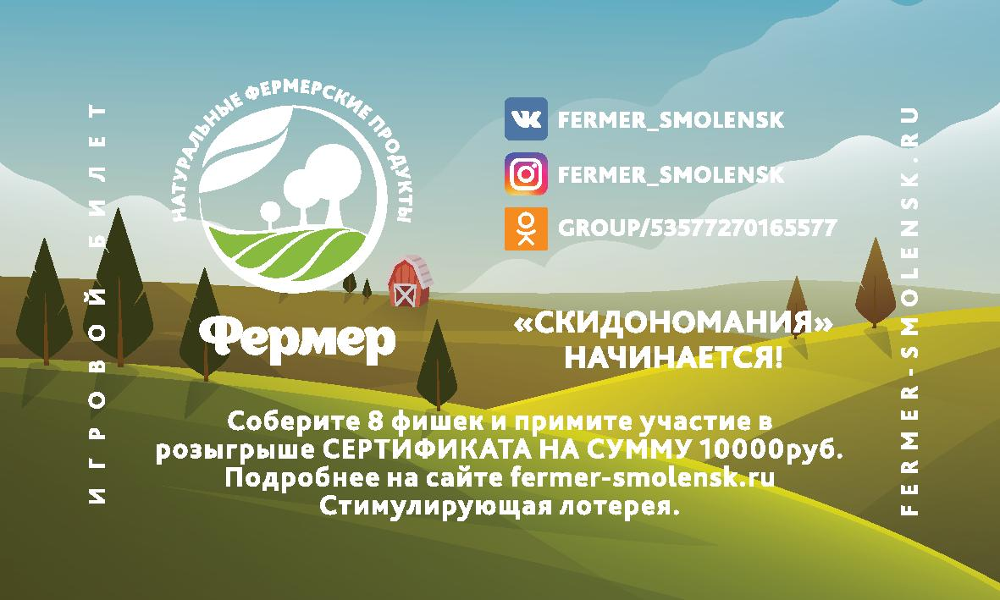 ИГРОВОЙ БИЛЕТ
НАТУРАЛЬНЫЕ ФЕРМЕРСКИЕ ПРОДУКТЫ
Фермер
FERMER_SMOLENSK
FERMER_SMOLENSK
GROUP/53577270165577
«СКИДОНОМАНИЯ»
НАЧИНАЕТСЯ!
Соберите 8 фишек и примите участие в
розыгрыше СЕРТИФИКАТА НА СУММУ 10000руб.
Подробнее на сайте fermer-smolensk.ru
Стимулирующая лотерея.
FERMER-SMOLENSK.RU